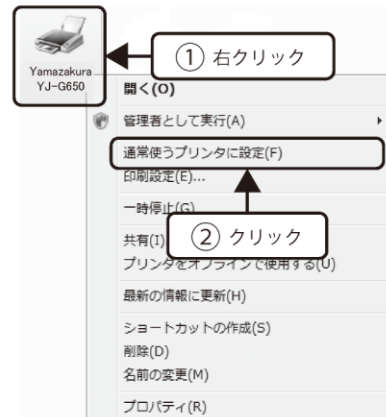 Yamazakura
YJ-G650
① 右クリック
開く(O)
管理者として実行(A)
通常使うプリンタに設定(F)
印刷設定(E)...
一時停止(G)
② クリック
共有(I)
プリンタをオフラインで使用する(U)
最新の情報に更新(H)
ショートカットの作成(S)
削除(D)
名前の変更(M)
プロパティ(R)